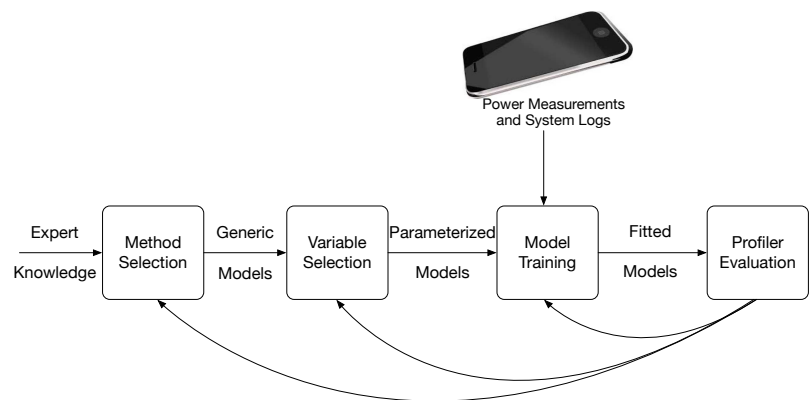 Power Measurements
and System Logs
Expert
Knowledge
Method
Selection
Generic
Models
Variable
Selection
Parameterized
Models
Model
Training
Fitted
Models
Profiler
Evaluation